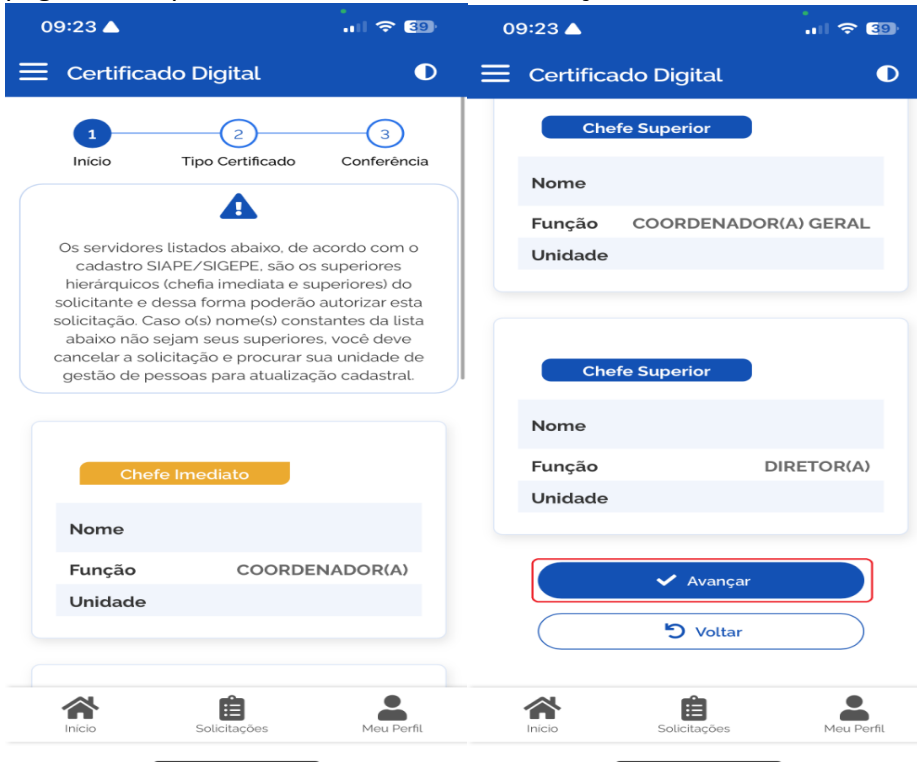 09:23
39
Certificado Digital
1
2
3
Início
Tipo Certificado
Conferência
Os servidores listados abaixo, de acordo com o
cadastro SIAPE/SIGEPE, são os superiores
hierárquicos (chefia imediata e superiores) do
solicitante e dessa forma poderão autorizar esta
solicitação. Caso o(s) nome(s) constantes da lista
abaixo não sejam seus superiores, você deve
cancelar a solicitação e procurar sua unidade de
gestão de pessoas para atualização cadastral.
Chefe Imediato
Nome
Função COORDENADOR(A)
Unidade
Início Solicitações Meu Perfil
09:23
39
Certificado Digital
Chefe Superior
Nome
Função COORDENADOR(A) GERAL
Unidade
Chefe Superior
Nome
Função DIRETOR(A)
Unidade
Avançar
Voltar
Início Solicitações Meu Perfil